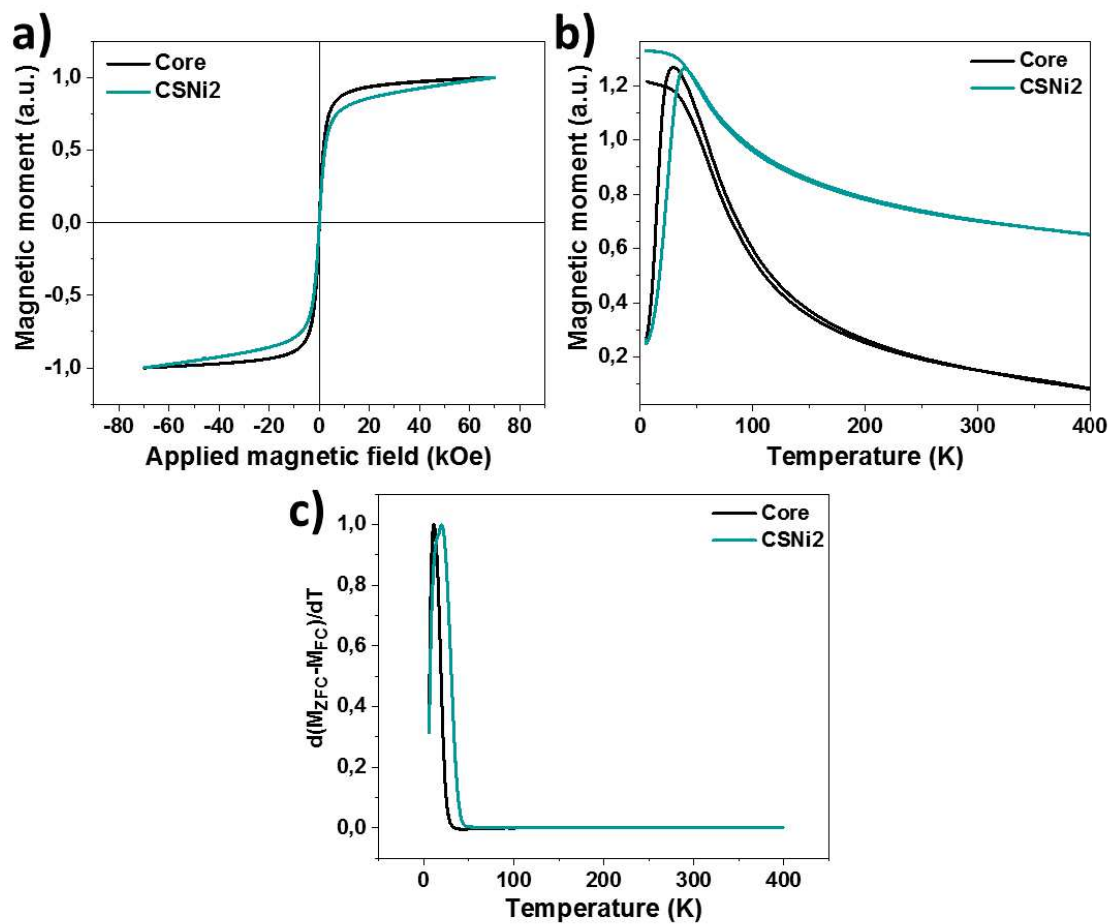 a)
Core
CSNi2
Magnetic moment (a.u.)
1,0
0,5
0,0
-0,5
-1,0
-80 -60 -40 -20 0 20 40 60 80
Applied magnetic field (kOe)
b)
Core
CSNi2
Magnetic moment (a.u.)
1,2
1,0
0,8
0,6
0,4
0,2
0 100 200 300 400
Temperature (K)
c)
Core
CSNi2
d(MZFC-MFC)/dT
1,0
0,8
0,6
0,4
0,2
0,0
0 100 200 300 400
Temperature (K)